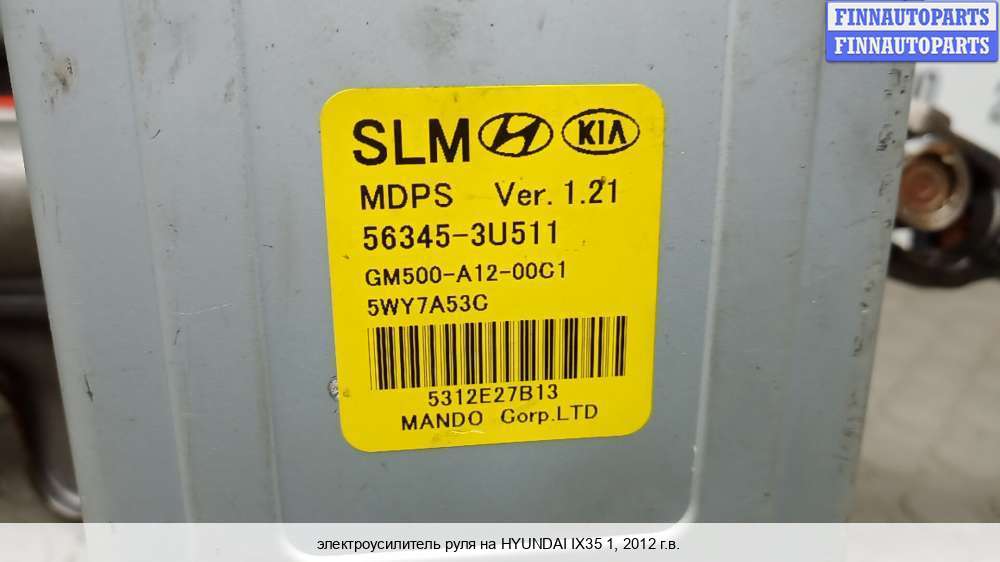 FINNAUTOPARTS
FINNAUTOPARTS
SLM KIA
MDPS Ver. 1.21
56345-3U511
GM500-A12-00C1
5WY7A53C
5312E27B13
MANDO Corp.LTD
электроусилитель руля на HYUNDAI IX35 1, 2012 г.в.